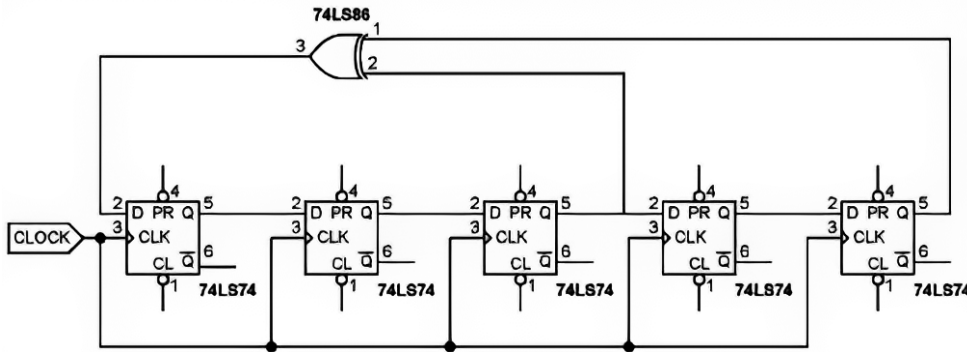 74LS86
1
3
2
4 4 4 4 4
2 D PR Q 5 2 D PR Q 5 2 D PR Q 5 2 D PR Q 5 2 D PR Q 5
CLOCK 3 CLK 3 CLK 3 CLK 3 CLK 3 CLK
CL Q 6 CL Q 6 CL Q 6 CL Q 6 CL Q 6
1 74LS74 1 74LS74 1 74LS74 1 74LS74 1 74LS74